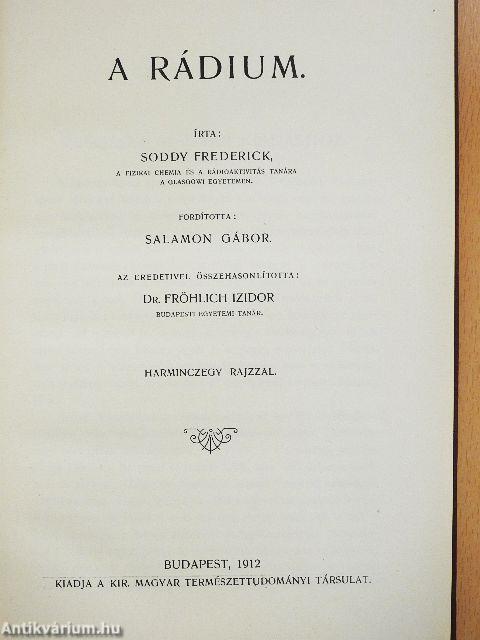 A RÁDIUM.
ÍRTA:
SODDY FREDERICK,
A FIZIKAI CHEMIA ÉS A RÁDIOAKTIVITÁS TANÁRA
A GLASGOWI EGYETEMEN.
FORDÍTOTTA:
SALAMON GÁBOR.
AZ EREDETIVEL ÖSSZEHASONLÍTOTTA:
DR. FRÖHLICH IZIDOR
BUDAPESTI EGYETEMI TANÁR.
HARMINCZEGY RAJZZAL.
BUDAPEST, 1912
KIADJA A KIR. MAGYAR TERMÉSZETTUDOMÁNYI TÁRSULAT.
Antikvárium.hu